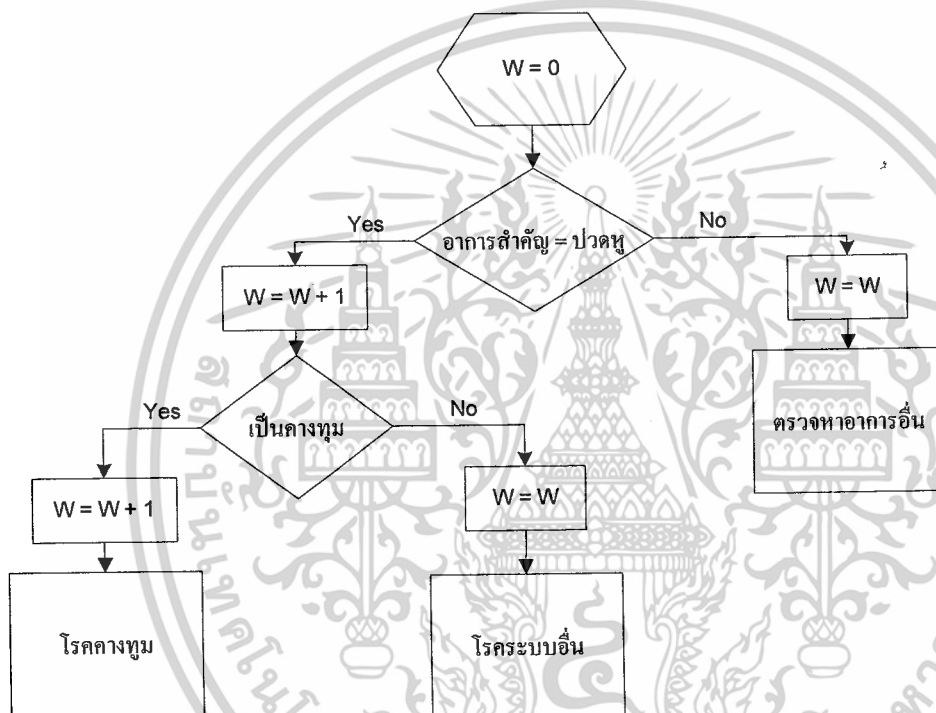 W = 0
Yes
อาการสำคัญ = ปวดหู
No
W = W + 1
W = W
Yes
เป็นคางทุม
No
ตรวจหาอาการอื่น
W = W + 1
W = W
โรคคางทูม
โรคระบบอื่น